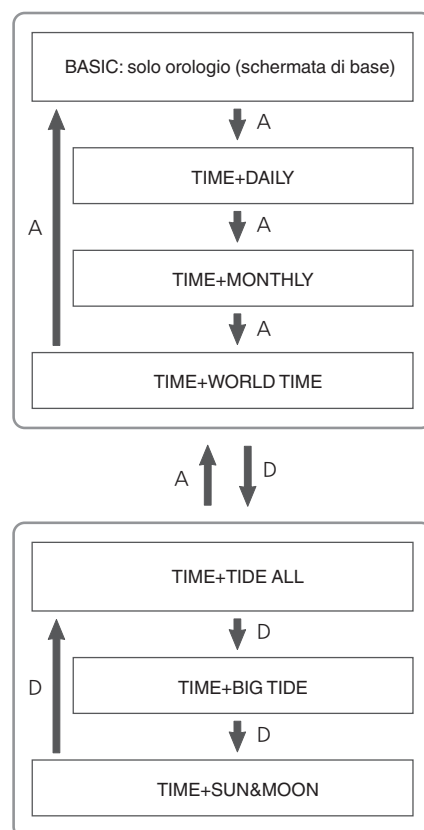 BASIC: solo orologio (schermata di base)
A
TIME+DAILY
A
A
TIME+MONTHLY
A
TIME+WORLD TIME
A
D
TIME+TIDE ALL
D
TIME+BIG TIDE
D
D
TIME+SUN&MOON